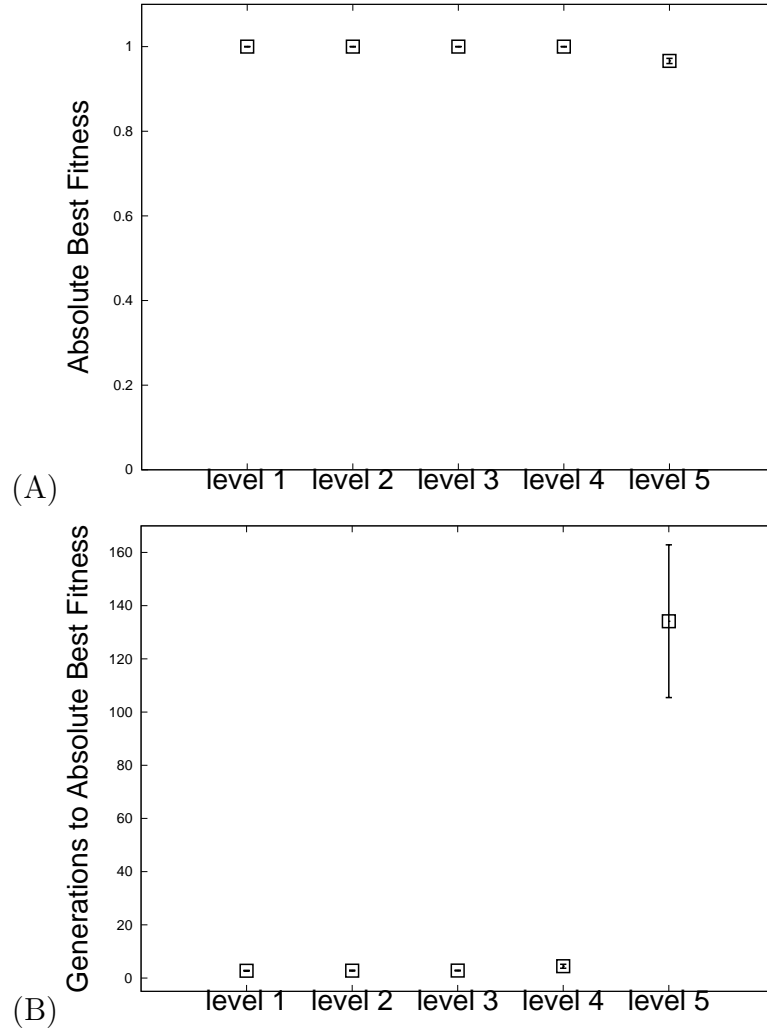 Absolute Best Fitness
1
0.8
0.6
0.4
0.2
0
level 1 level 2 level 3 level 4 level 5
(A)
Generations to Absolute Best Fitness
160
140
120
100
80
60
40
20
0
level 1 level 2 level 3 level 4 level 5
(B)